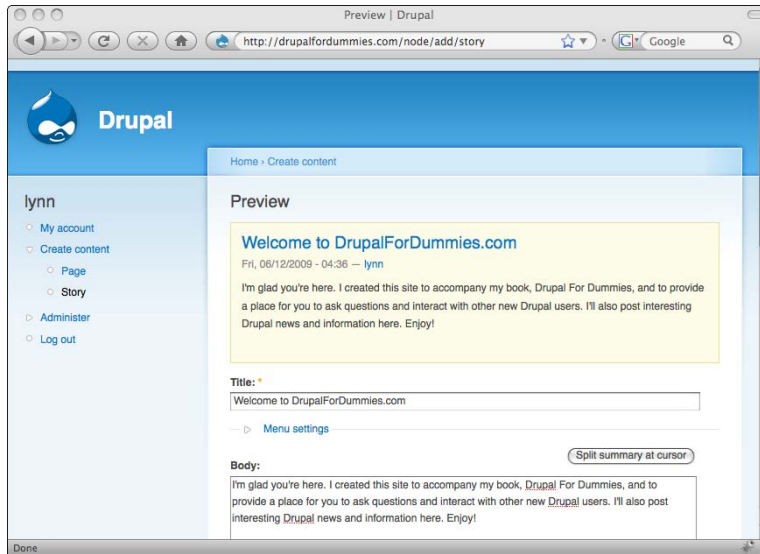 Preview | Drupal
http://drupalfordummies.com/node/add/story
Google
Drupal
Home › Create content
lynn
My account
Create content
Page
Story
Administer
Log out
Preview
Welcome to DrupalForDummies.com
Fri, 06/12/2009 - 04:36 — lynn
I'm glad you're here. I created this site to accompany my book, Drupal For Dummies, and to provide
a place for you to ask questions and interact with other new Drupal users. I'll also post interesting
Drupal news and information here. Enjoy!
Title: *
Welcome to DrupalForDummies.com
Menu settings
Split summary at cursor
Body:
I'm glad you're here. I created this site to accompany my book, Drupal For Dummies, and to
provide a place for you to ask questions and interact with other new Drupal users. I'll also post
interesting Drupal news and information here. Enjoy!
Done